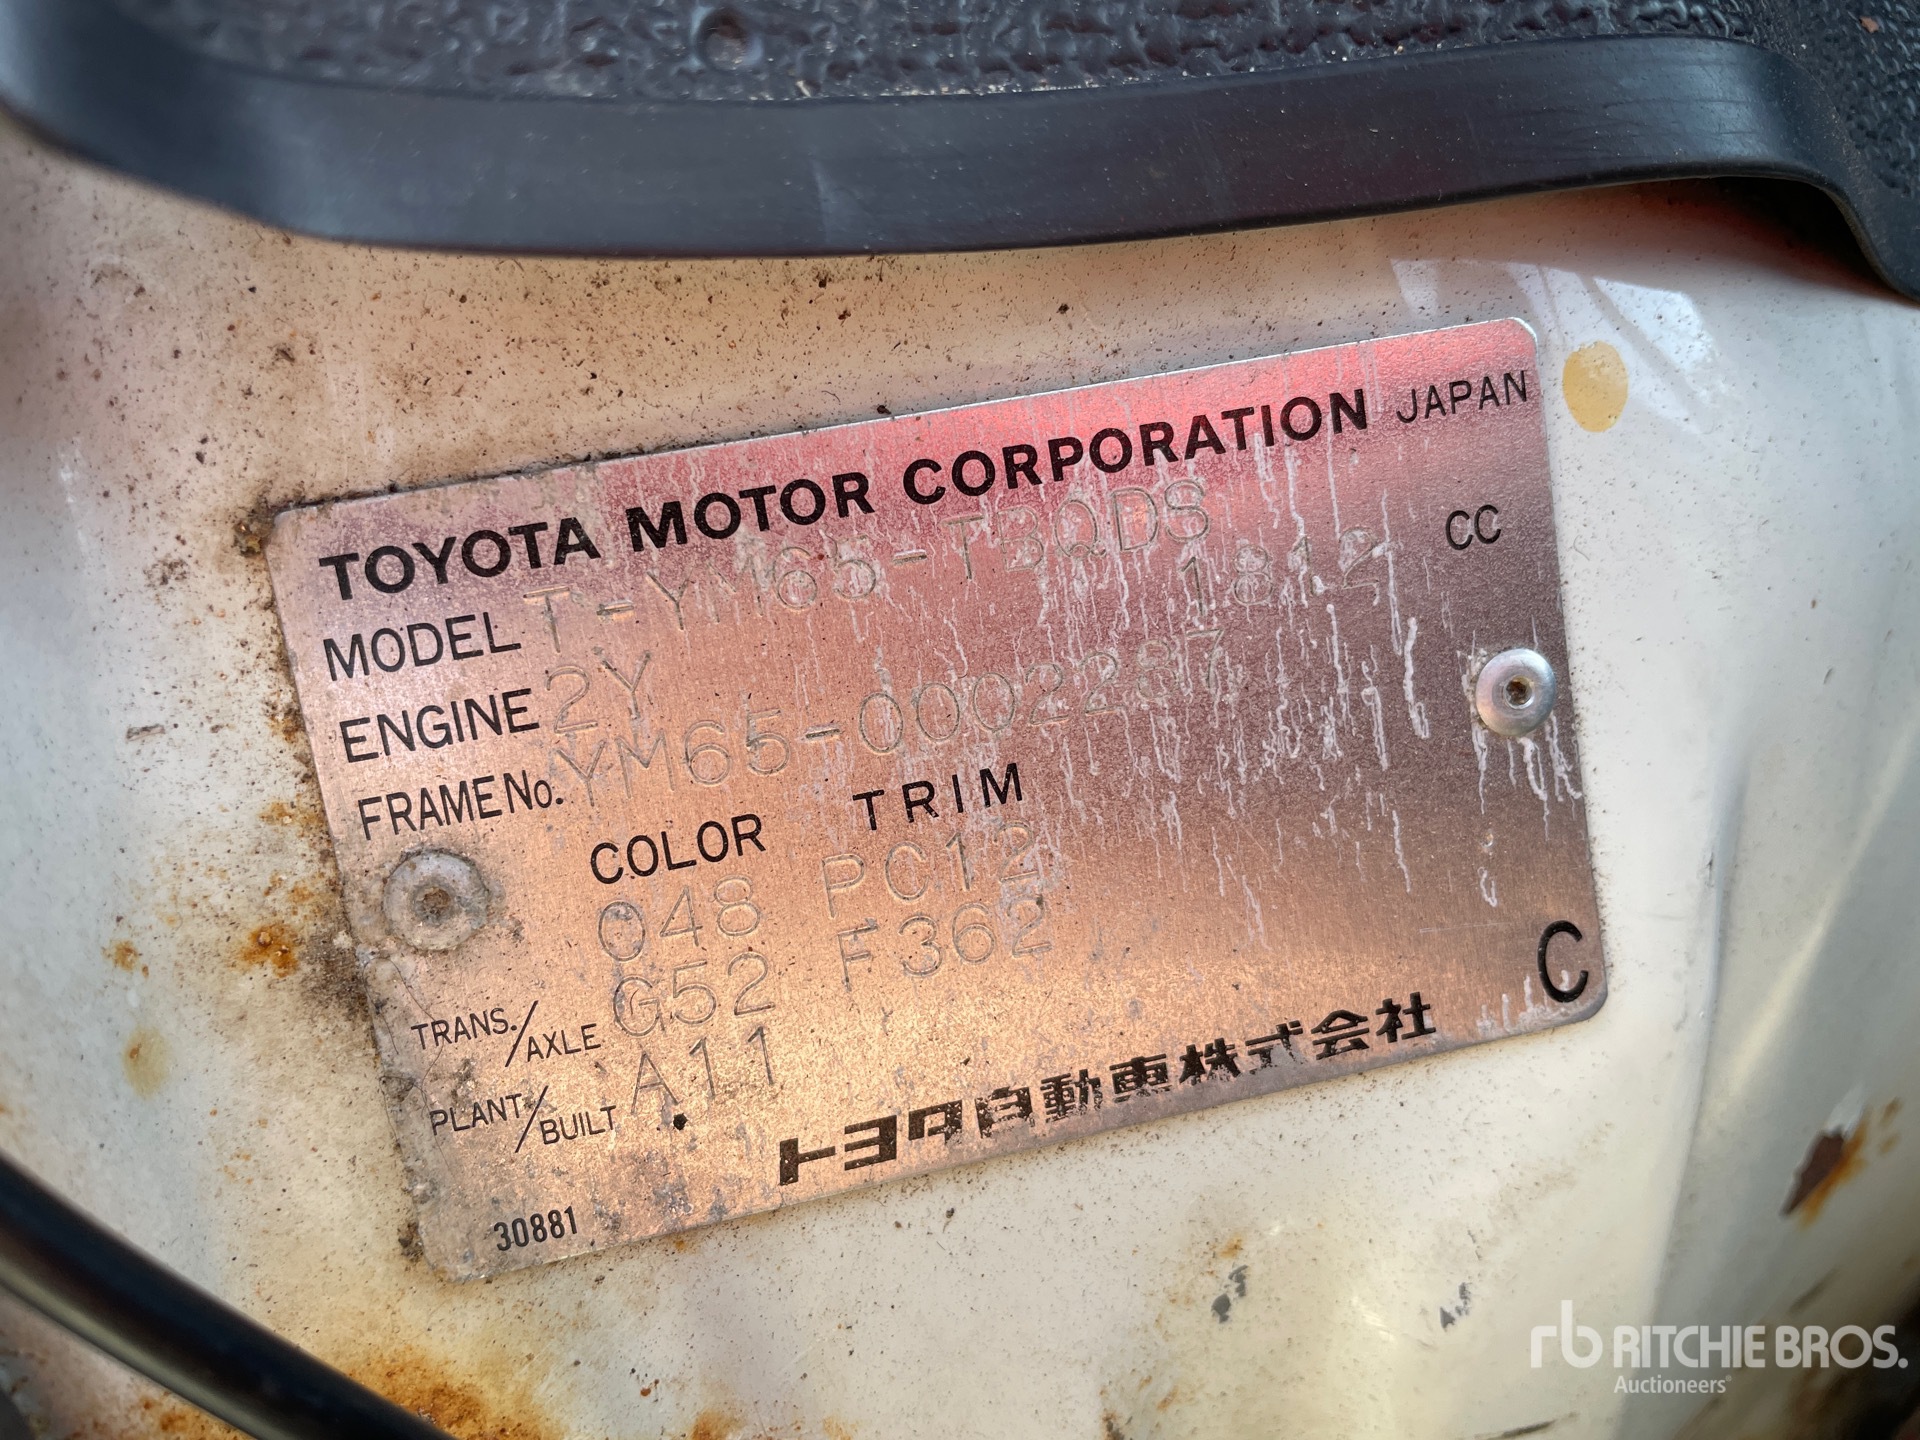 TOYOTA MOTOR CORPORATION JAPAN
MODEL T-YM65-TBQDS
ENGINE 2Y 1812 CC
FRAME No. YM65-0002287
COLOR TRIM
048 PC12
TRANS./AXLE G52 F362
PLANT/BUILT A11
C
トヨタ自動車株式会社
30881
rb RITCHIE BROS.
Auctioneers